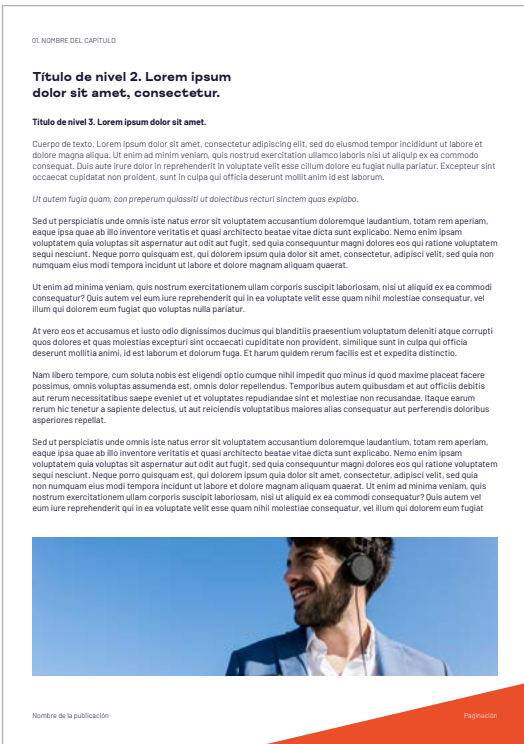 01. NOMBRE DEL CAPÍTULO
Título de nivel 2. Lorem ipsum
dolor sit amet, consectetur.
Título de nivel 3. Lorem ipsum dolor sit amet.
Cuerpo de texto. Lorem ipsum dolor sit amet, consectetur adipiscing elit, sed do eiusmod tempor incididunt ut labore et
dolore magna aliqua. Ut enim ad minim veniam, quis nostrud exercitation ullamco laboris nisi ut aliquip ex ea commodo
consequat. Duis aute irure dolor in reprehenderit in voluptate velit esse cillum dolore eu fugiat nulla pariatur. Excepteur sint
occaecat cupidatat non proident, sunt in culpa qui officia deserunt mollit anim id est laborum.
Ut autem fugia quam, con preperum quiassiti ut dolectibus recturi sinctem quas explabo.
Sed ut perspiciatis unde omnis iste natus error sit voluptatem accusantium doloremque laudantium, totam rem aperiam,
eaque ipsa quae ab illo inventore veritatis et quasi architecto beatae vitae dicta sunt explicabo. Nemo enim ipsam
voluptatem quia voluptas sit aspernatur aut odit aut fugit, sed quia consequuntur magni dolores eos qui ratione voluptatem
sequi nesciunt. Neque porro quisquam est, qui dolorem ipsum quia dolor sit amet, consectetur, adipisci velit, sed quia non
numquam eius modi tempora incidunt ut labore et dolore magnam aliquam quaerat.
Ut enim ad minima veniam, quis nostrum exercitationem ullam corporis suscipit laboriosam, nisi ut aliquid ex ea commodi
consequatur? Quis autem vel eum iure reprehenderit qui in ea voluptate velit esse quam nihil molestiae consequatur, vel
illum qui dolorem eum fugiat quo voluptas nulla pariatur.
At vero eos et accusamus et iusto odio dignissimos ducimus qui blanditiis praesentium voluptatum deleniti atque corrupti
quos dolores et quas molestias excepturi sint occaecati cupiditate non provident, similique sunt in culpa qui officia
deserunt mollitia animi, id est laborum et dolorum fuga. Et harum quidem rerum facilis est et expedita distinctio.
Nam libero tempore, cum soluta nobis est eligendi optio cumque nihil impedit quo minus id quod maxime placeat facere
possimus, omnis voluptas assumenda est, omnis dolor repellendus. Temporibus autem quibusdam et aut officiis debitis
aut rerum necessitatibus saepe eveniet ut et voluptates repudiandae sint et molestiae non recusandae. Itaque earum
rerum hic tenetur a sapiente delectus, ut aut reiciendis voluptatibus maiores alias consequatur aut perferendis doloribus
asperiores repellat.
Sed ut perspiciatis unde omnis iste natus error sit voluptatem accusantium doloremque laudantium, totam rem aperiam,
eaque ipsa quae ab illo inventore veritatis et quasi architecto beatae vitae dicta sunt explicabo. Nemo enim ipsam
voluptatem quia voluptas sit aspernatur aut odit aut fugit, sed quia consequuntur magni dolores eos qui ratione voluptatem
sequi nesciunt. Neque porro quisquam est, qui dolorem ipsum quia dolor sit amet, consectetur, adipisci velit, sed quia
non numquam eius modi tempora incidunt ut labore et dolore magnam aliquam quaerat. Ut enim ad minima veniam, quis
nostrum exercitationem ullam corporis suscipit laboriosam, nisi ut aliquid ex ea commodi consequatur? Quis autem vel
eum iure reprehenderit qui in ea voluptate velit esse quam nihil molestiae consequatur, vel illum qui dolorem eum fugiat
Nombre de la publicación
Paginación